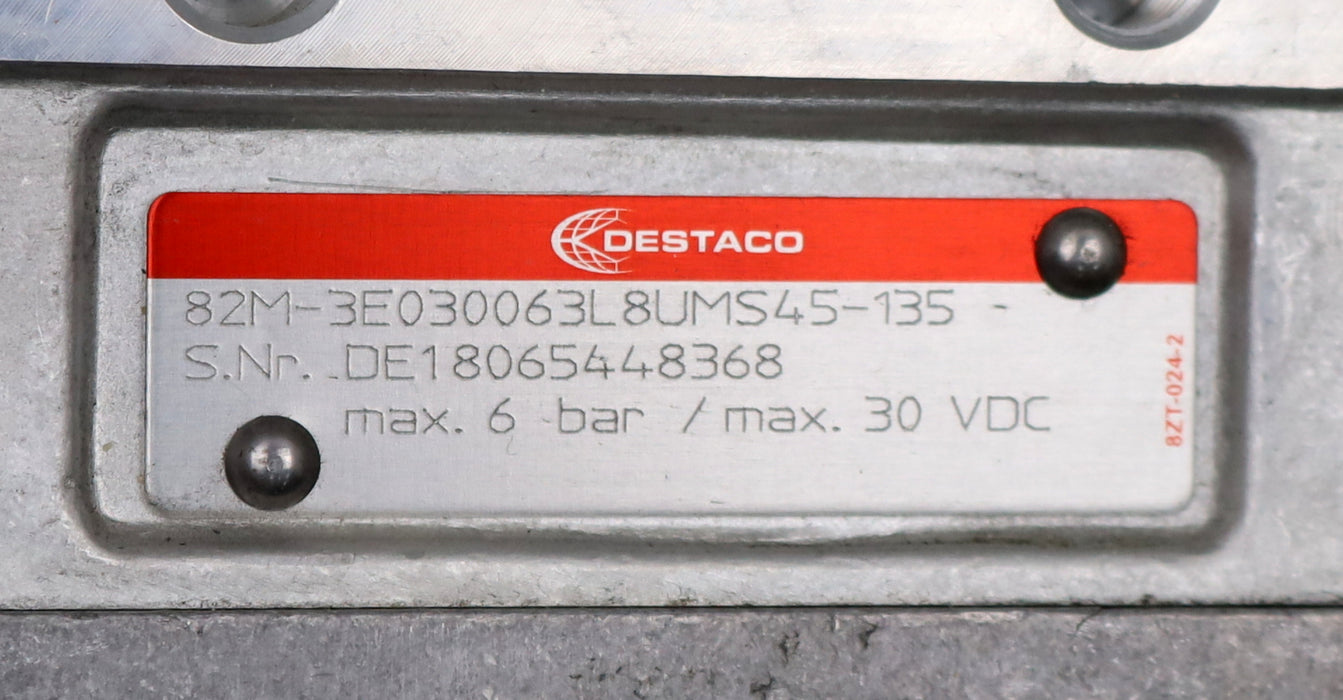 DESTACO
82M-3E030063L8UMS45-135 -
S.Nr. DE18065448368
max. 6 bar / max. 30 VDC
8ZT-024-2